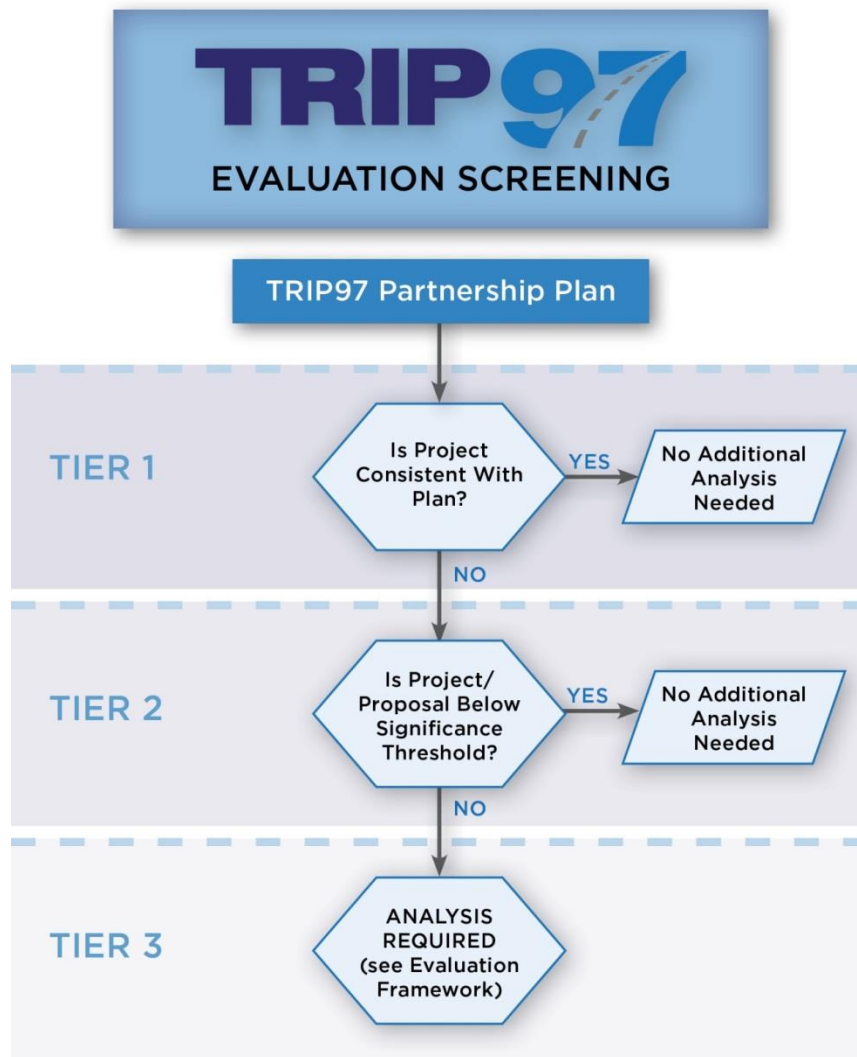 TRIP97
EVALUATION SCREENING
TRIP97 Partnership Plan
TIER 1
Is Project
Consistent With
Plan?
YES
No Additional
Analysis
Needed
NO
TIER 2
Is Project/
Proposal Below
Significance
Threshold?
YES
No Additional
Analysis
Needed
NO
TIER 3
ANALYSIS
REQUIRED
(see Evaluation
Framework)